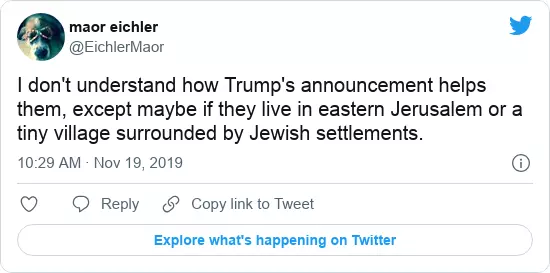 maor eichler
@EichlerMaor
I don't understand how Trump's announcement helps
them, except maybe if they live in eastern Jerusalem or a
tiny village surrounded by Jewish settlements.
10:29 AM · Nov 19, 2019
Reply
Copy link to Tweet
Explore what's happening on Twitter